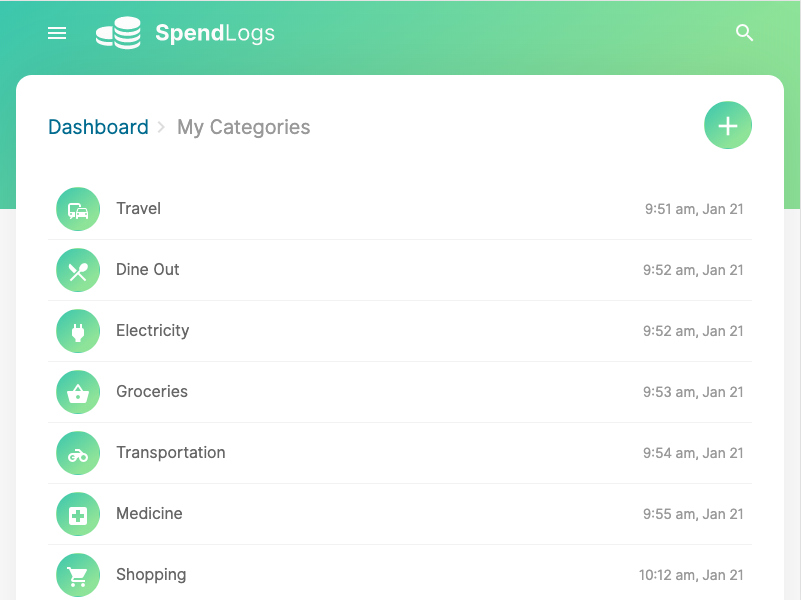 SpendLogs
Dashboard > My Categories
Travel 9:51 am, Jan 21
Dine Out 9:52 am, Jan 21
Electricity 9:52 am, Jan 21
Groceries 9:53 am, Jan 21
Transportation 9:54 am, Jan 21
Medicine 9:55 am, Jan 21
Shopping 10:12 am, Jan 21